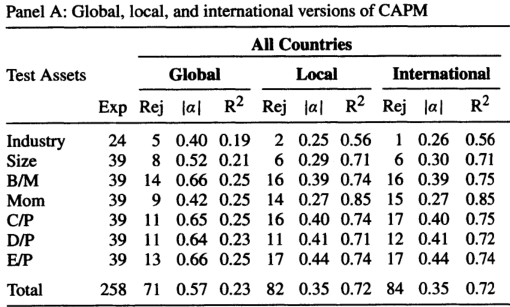 Panel A: Global, local, and international versions of CAPM
All Countries
Test Assets Global Local International
Exp Rej |α| R² Rej |α| R² Rej |α| R²
Industry 24 5 0.40 0.19 2 0.25 0.56 1 0.26 0.56
Size 39 8 0.52 0.21 6 0.29 0.71 6 0.30 0.71
B/M 39 14 0.66 0.25 16 0.39 0.74 16 0.39 0.75
Mom 39 9 0.42 0.25 14 0.27 0.85 15 0.27 0.85
C/P 39 11 0.65 0.25 16 0.40 0.74 17 0.40 0.75
D/P 39 11 0.64 0.23 11 0.41 0.71 12 0.41 0.72
E/P 39 13 0.66 0.25 17 0.44 0.74 17 0.44 0.74
Total 258 71 0.57 0.23 82 0.35 0.72 84 0.35 0.72